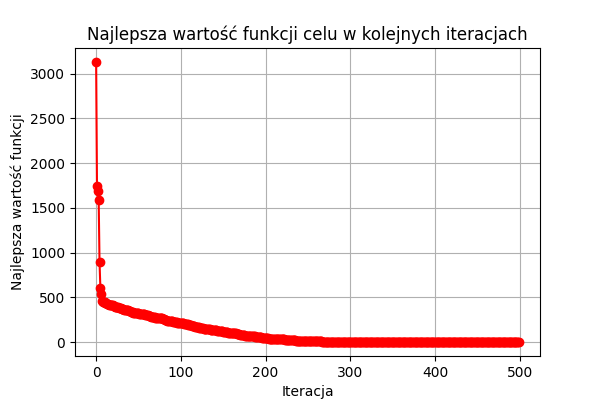 Najlepsza wartość funkcji celu w kolejnych iteracjach
3000
2500
2000
1500
1000
500
0
Najlepsza wartość funkcji
0 100 200 300 400 500
Iteracja